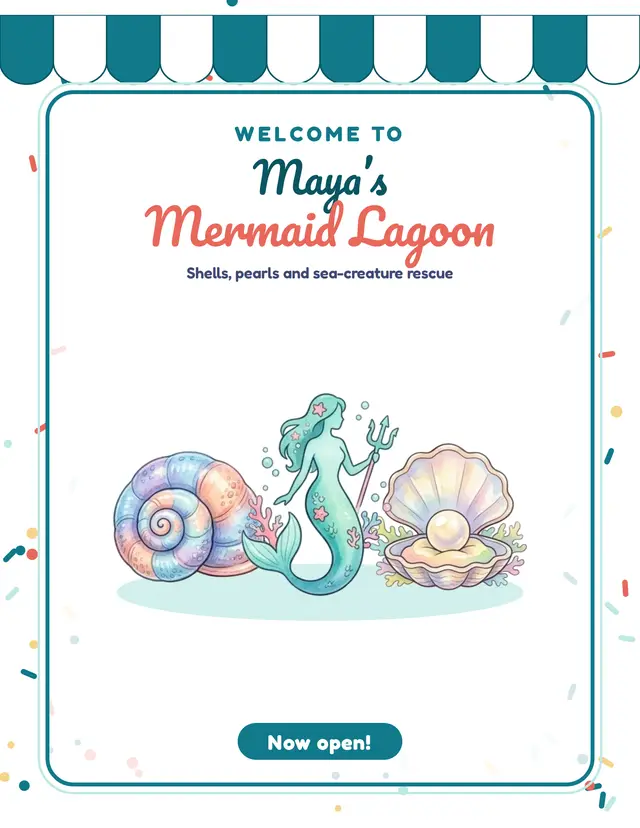 WELCOME TO
Maya's
Mermaid Lagoon
Shells, pearls and sea-creature rescue
Now open!